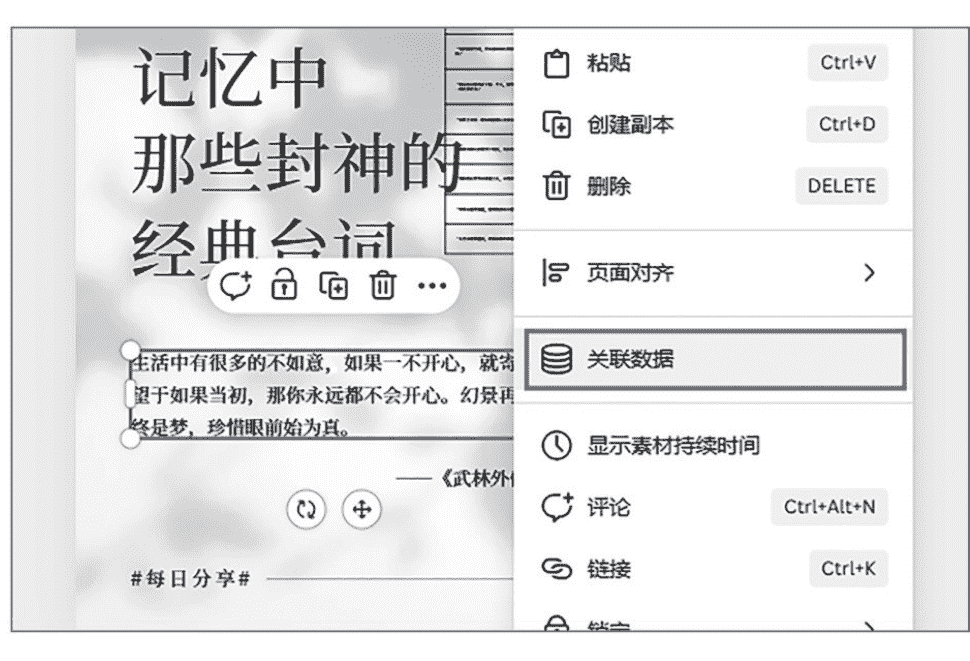 记忆中
那些封神的
经典台词
生活中有很多的不如意，如果一不开心，就寄
望于如果当初，那你永远都不会开心。幻景再
终是梦，珍惜眼前始为真。
——《武林外
#每日分享#
粘贴 Ctrl+V
创建副本 Ctrl+D
删除 DELETE
页面对齐
关联数据
显示素材持续时间
评论 Ctrl+Alt+N
链接 Ctrl+K
锁定